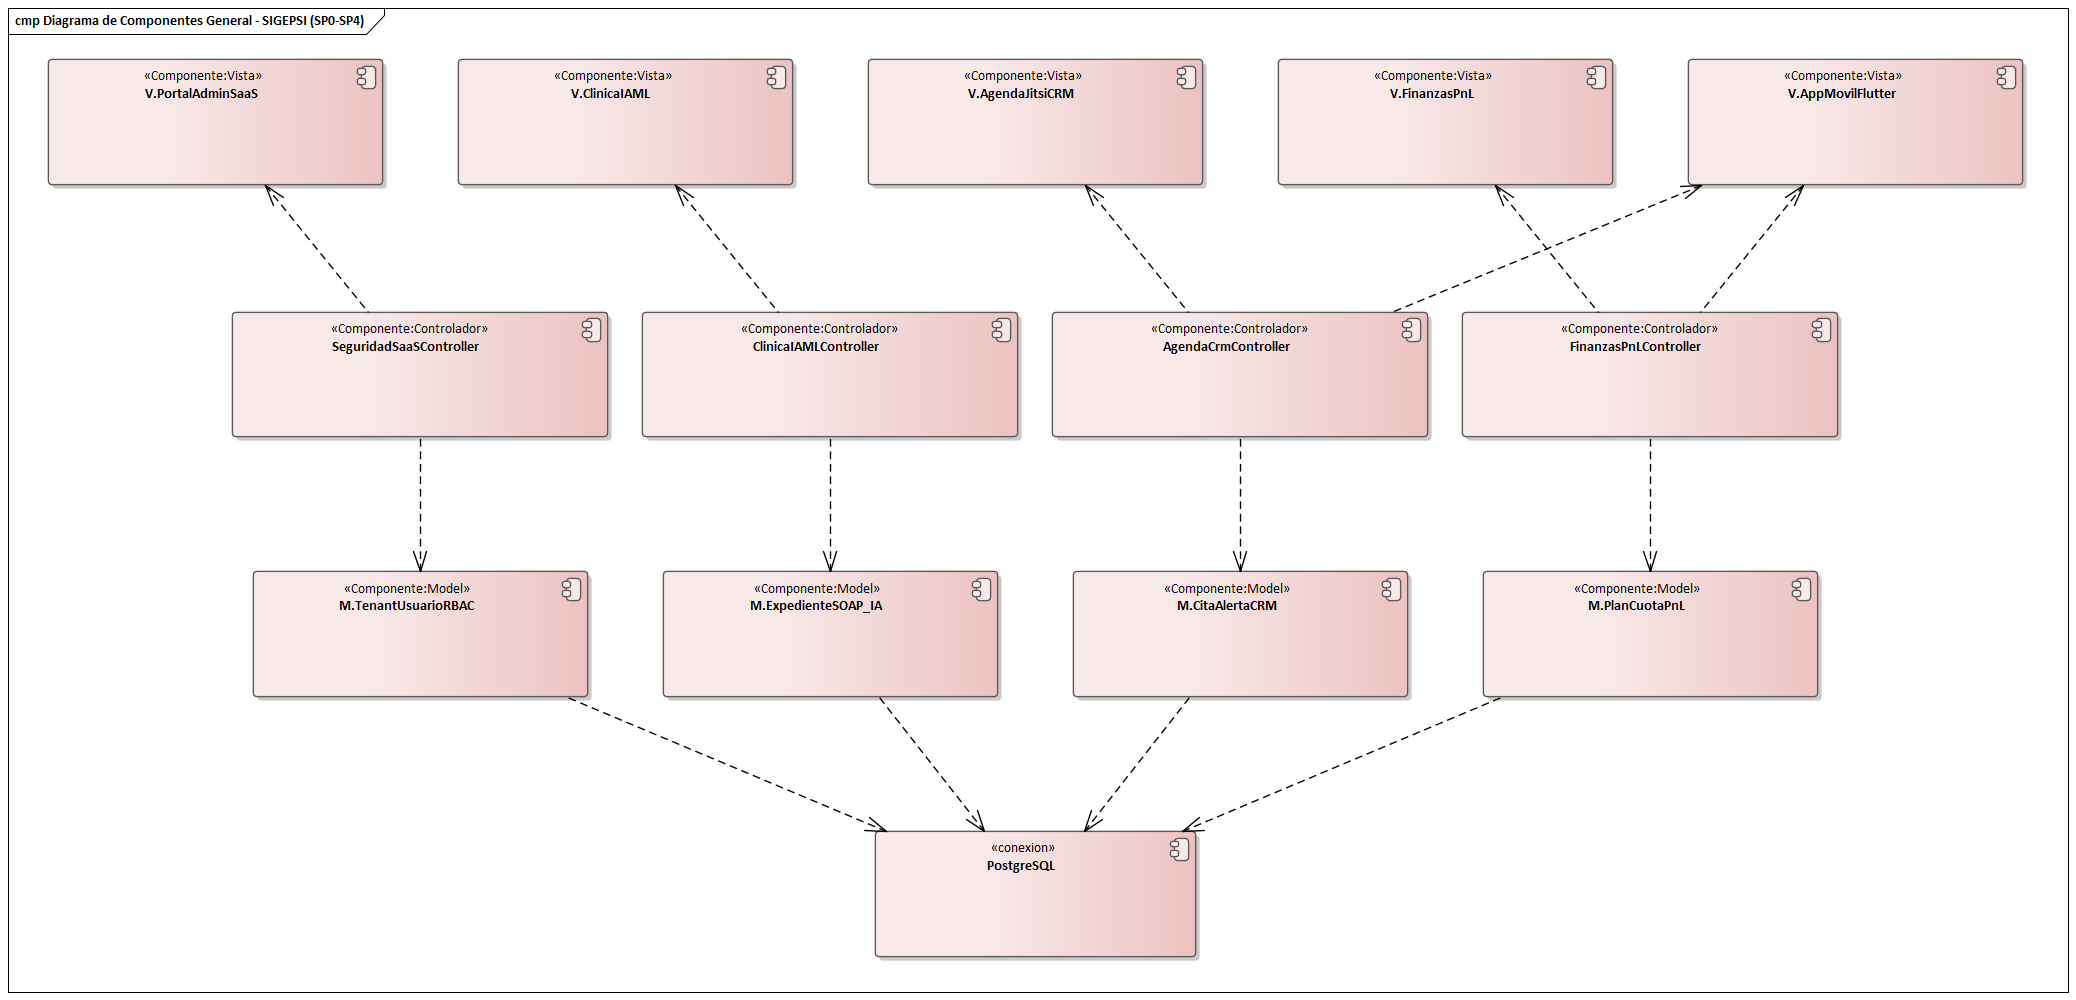 cmp Diagrama de Componentes General - SIGEPSI (SP0-SP4)
«Componente:Vista»
V.PortalAdminSaaS
«Componente:Vista»
V.ClinicaIAML
«Componente:Vista»
V.AgendaJitsiCRM
«Componente:Vista»
V.FinanzasPnL
«Componente:Vista»
V.AppMovilFlutter
«Componente:Controlador»
SeguridadSaaSController
«Componente:Controlador»
ClinicaIAMLController
«Componente:Controlador»
AgendaCrmController
«Componente:Controlador»
FinanzasPnLController
«Componente:Model»
M.TenantUsuarioRBAC
«Componente:Model»
M.ExpedienteSOAP_IA
«Componente:Model»
M.CitaAlertaCRM
«Componente:Model»
M.PlanCuotaPnL
«conexion»
PostgreSQL